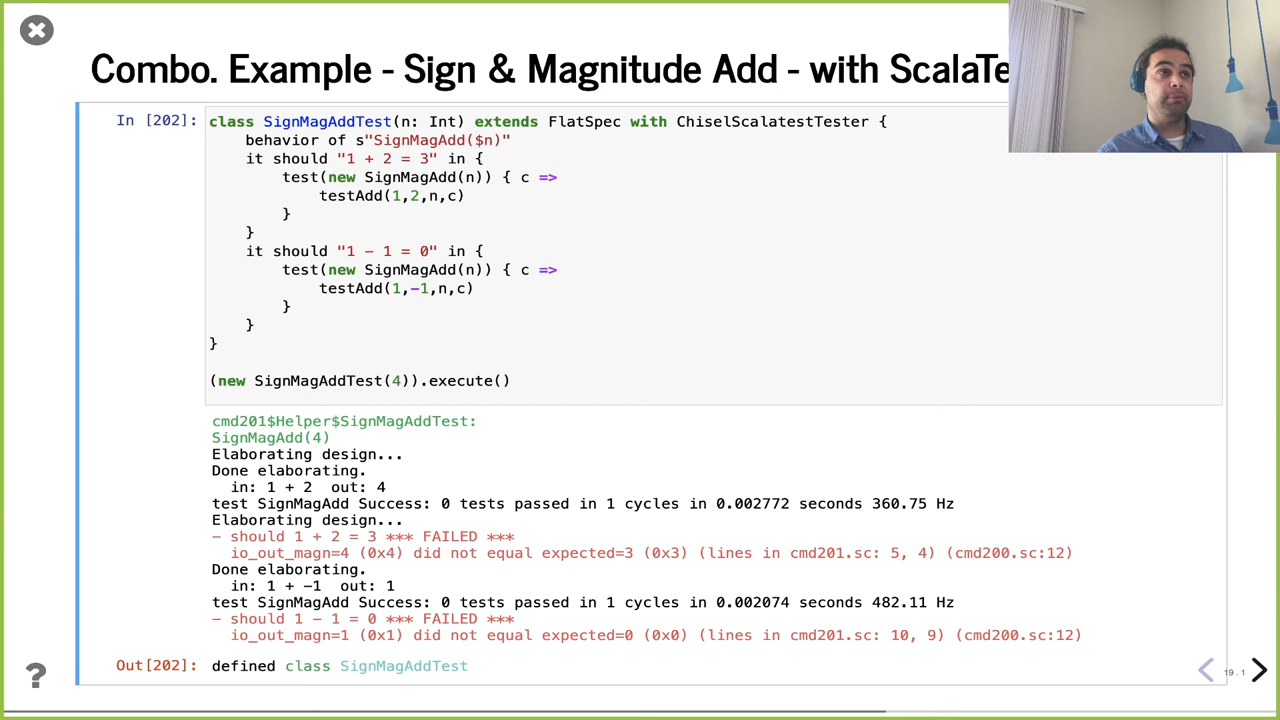 Combo. Example - Sign & Magnitude Add - with ScalaTe
In [202]: class SignMagAddTest(n: Int) extends FlatSpec with ChiselScalatestTester {
behavior of s"SignMagAdd($n)"
it should "1 + 2 = 3" in {
test(new SignMagAdd(n)) { c =>
testAdd(1,2,n,c)
}
}
it should "1 - 1 = 0" in {
test(new SignMagAdd(n)) { c =>
testAdd(1,-1,n,c)
}
}
}
(new SignMagAddTest(4)).execute()
cmd201$Helper$SignMagAddTest:
SignMagAdd(4)
Elaborating design...
Done elaborating.
in: 1 + 2  out: 4
test SignMagAdd Success: 0 tests passed in 1 cycles in 0.002772 seconds 360.75 Hz
Elaborating design...
- should 1 + 2 = 3 *** FAILED ***
io_out_magn=4 (0x4) did not equal expected=3 (0x3) (lines in cmd201.sc: 5, 4) (cmd200.sc:12)
Done elaborating.
in: 1 + -1  out: 1
test SignMagAdd Success: 0 tests passed in 1 cycles in 0.002074 seconds 482.11 Hz
- should 1 - 1 = 0 *** FAILED ***
io_out_magn=1 (0x1) did not equal expected=0 (0x0) (lines in cmd201.sc: 10, 9) (cmd200.sc:12)
Out[202]: defined class SignMagAddTest
?
19 . 1